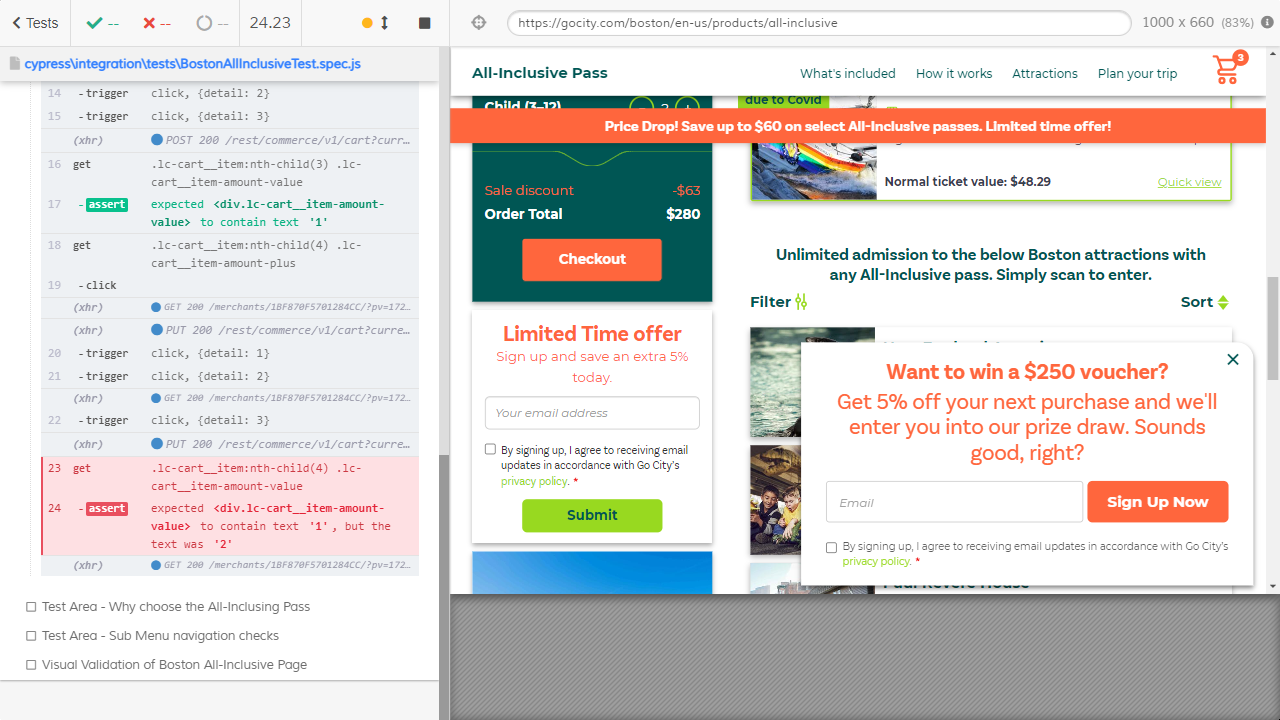 Tests
--
--
--
24.23
https://gocity.com/boston/en-us/products/all-inclusive
1000 x 660 (83%)
cypress\integration\tests\BostonAllInclusiveTest.spec.js
14 -trigger click, {detail: 2}
15 -trigger click, {detail: 3}
(xhr) POST 200 /rest/commerce/v1/cart?curr…
16 get .lc-cart__item:nth-child(3) .lc-
cart__item-amount-value
17 -assert expected <div.lc-cart__item-amount-
value> to contain text '1'
18 get .lc-cart__item:nth-child(4) .lc-
cart__item-amount-plus
19 -click
(xhr) GET 200 /merchants/1BF870F5701284CC/?pv=172…
(xhr) PUT 200 /rest/commerce/v1/cart?curre…
20 -trigger click, {detail: 1}
21 -trigger click, {detail: 2}
(xhr) GET 200 /merchants/1BF870F5701284CC/?pv=172…
22 -trigger click, {detail: 3}
(xhr) PUT 200 /rest/commerce/v1/cart?curre…
23 get .lc-cart__item:nth-child(4) .lc-
cart__item-amount-value
24 -assert expected <div.lc-cart__item-amount-
value> to contain text '1', but the
text was '2'
(xhr) GET 200 /merchants/1BF870F5701284CC/?pv=172…
Test Area - Why choose the All-Inclusing Pass
Test Area - Sub Menu navigation checks
Visual Validation of Boston All-Inclusive Page
All-Inclusive Pass
What's included
How it works
Attractions
Plan your trip
3
Child (3-12)
due to Covid
Price Drop! Save up to $60 on select All-Inclusive passes. Limited time offer!
Sale discount -$63
Order Total $280
Checkout
Normal ticket value: $48.29
Quick view
Unlimited admission to the below Boston attractions with
any All-Inclusive pass. Simply scan to enter.
Filter
Sort
Limited Time offer
Sign up and save an extra 5%
today.
Your email address
By signing up, I agree to receiving email
updates in accordance with Go City's
privacy policy. *
Submit
Want to win a $250 voucher?
Get 5% off your next purchase and we'll
enter you into our prize draw. Sounds
good, right?
Email
Sign Up Now
By signing up, I agree to receiving email updates in accordance with Go City's
privacy policy. *